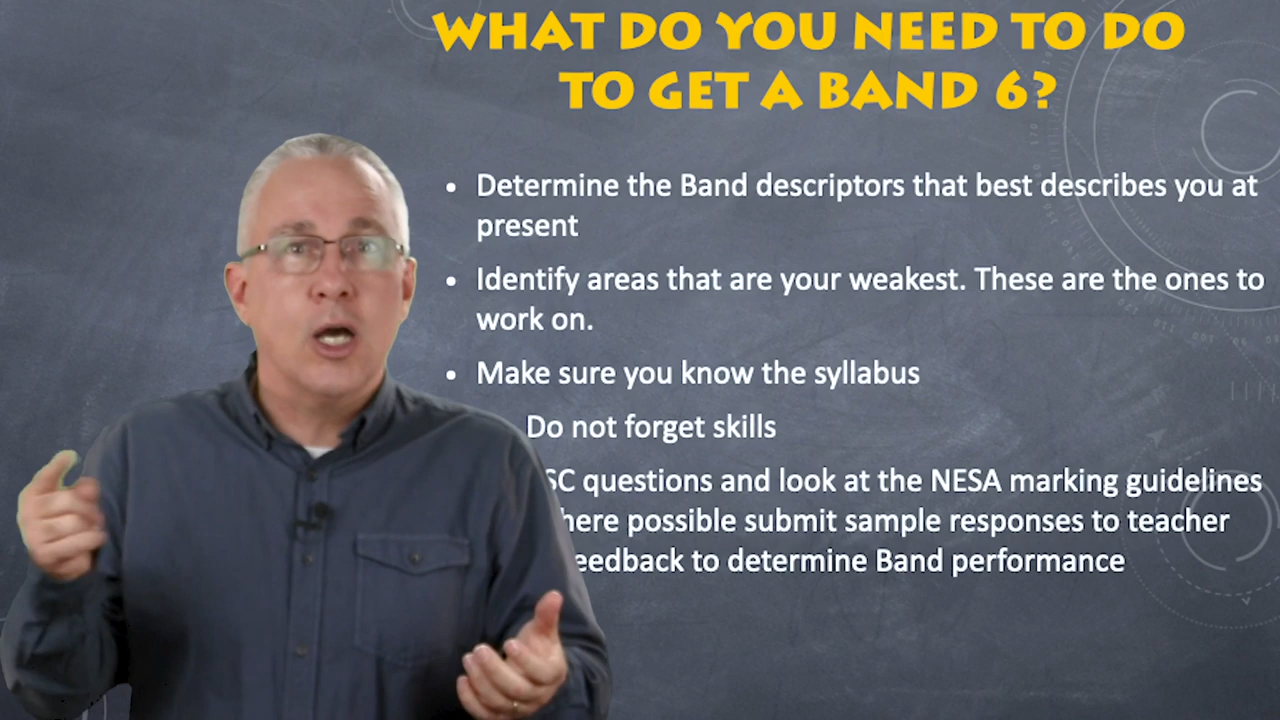 WHAT DO YOU NEED TO DO
TO GET A BAND 6?
• Determine the Band descriptors that best describes you at
present
• Identify areas that are your weakest. These are the ones to
work on.
• Make sure you know the syllabus
Do not forget skills
questions and look at the NESA marking guidelines
possible submit sample responses to teacher
to determine Band performance